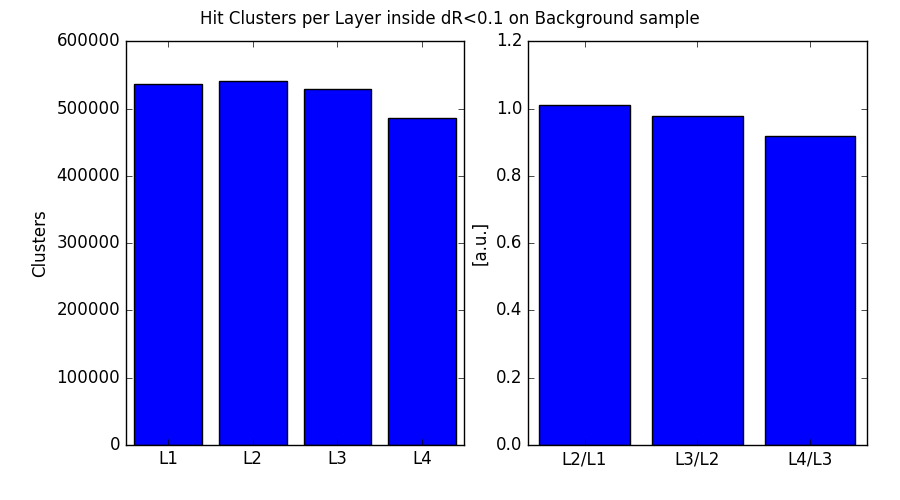 Hit Clusters per Layer inside dR<0.1 on Background sample
600000
500000
400000
300000
200000
100000
0
Clusters
L1
L2
L3
L4
1.2
1.0
0.8
0.6
0.4
0.2
0.0
[a.u.]
L2/L1
L3/L2
L4/L3